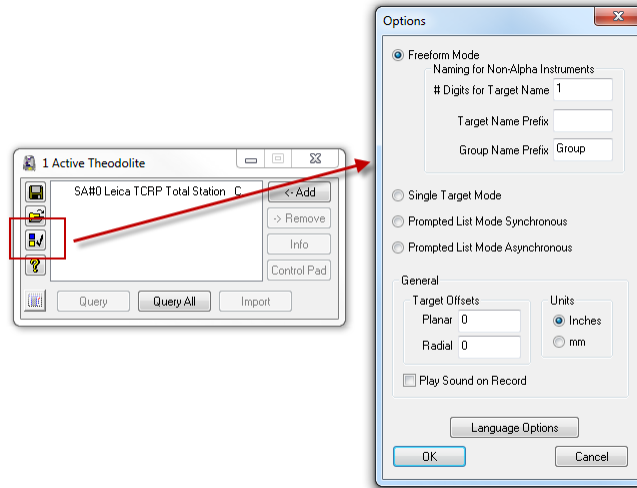 1 Active Theodolite
SA#0 Leica TCRP Total Station C
<- Add
-> Remove
Info
Control Pad
Query
Query All
Import
Options
Freeform Mode
Naming for Non-Alpha Instruments
# Digits for Target Name 1
Target Name Prefix
Group Name Prefix Group
Single Target Mode
Prompted List Mode Synchronous
Prompted List Mode Asynchronous
General
Target Offsets
Planar 0
Radial 0
Units
Inches
mm
Play Sound on Record
Language Options
OK
Cancel